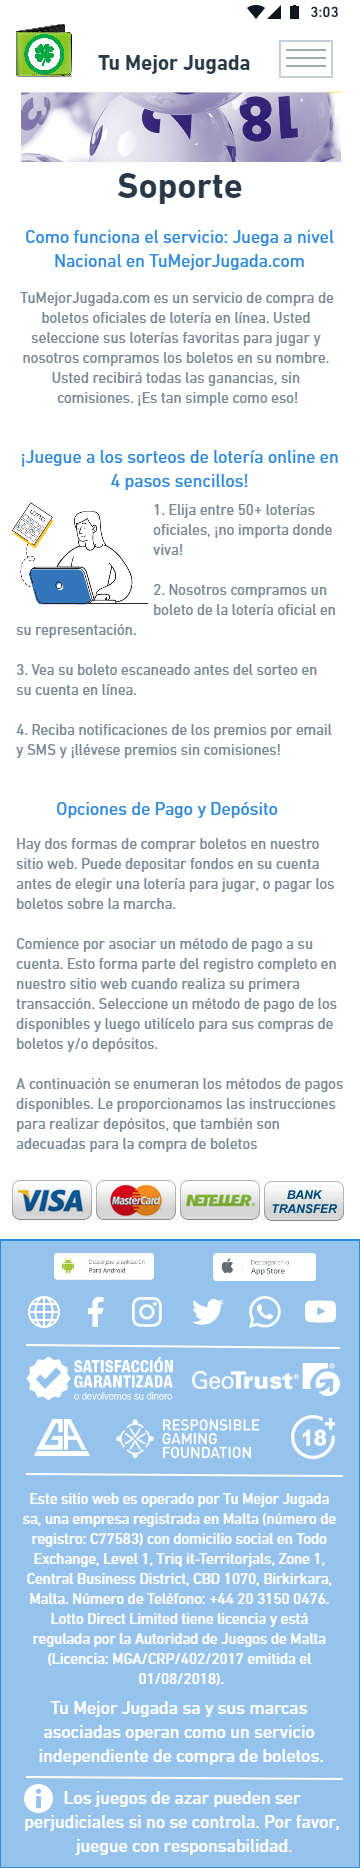 3:03
Tu Mejor Jugada
18
Soporte
Como funciona el servicio: Juega a nivel
Nacional en TuMejorJugada.com
TuMejorJugada.com es un servicio de compra de
boletos oficiales de lotería en línea. Usted
seleccione sus loterías favoritas para jugar y
nosotros compramos los boletos en su nombre.
Usted recibirá todas las ganancias, sin
comisiones. ¡Es tan simple como eso!
¡Juegue a los sorteos de lotería online en
4 pasos sencillos!
LOTTO
1. Elija entre 50+ loterías
oficiales, ¡no importa donde
viva!
2. Nosotros compramos un
boleto de la lotería oficial en
su representación.
3. Vea su boleto escaneado antes del sorteo en
su cuenta en línea.
4. Reciba notificaciones de los premios por email
y SMS y ¡llévese premios sin comisiones!
Opciones de Pago y Depósito
Hay dos formas de comprar boletos en nuestro
sitio web. Puede depositar fondos en su cuenta
antes de elegir una lotería para jugar, o pagar los
boletos sobre la marcha.
Comience por asociar un método de pago a su
cuenta. Esto forma parte del registro completo en
nuestro sitio web cuando realiza su primera
transacción. Seleccione un método de pago de los
disponibles y luego utilícelo para sus compras de
boletos y/o depósitos.
A continuación se enumeran los métodos de pagos
disponibles. Le proporcionamos las instrucciones
para realizar depósitos, que también son
adecuadas para la compra de boletos
VISA MasterCard NETELLER BANK
TRANSFER
Descargue la aplicación
Para Android
Descargar en la
App Store
SATISFACCIÓN
GARANTIZADA
o devolvemos su dinero
GeoTrust®
GA
RESPONSIBLE
GAMING
FOUNDATION
18+
Este sitio web es operado por Tu Mejor Jugada
sa, una empresa registrada en Malta (número de
registro: C77583) con domicilio social en Todo
Exchange, Level 1, Triq it-Territorjals, Zone 1,
Central Business District, CBD 1070, Birkirkara,
Malta. Número de Teléfono: +44 20 3150 0476.
Lotto Direct Limited tiene licencia y está
regulada por la Autoridad de Juegos de Malta
(Licencia: MGA/CRP/402/2017 emitida el
01/08/2018).
Tu Mejor Jugada sa y sus marcas
asociadas operan como un servicio
independiente de compra de boletos.
Los juegos de azar pueden ser
perjudiciales si no se controla. Por favor,
juegue con responsabilidad.